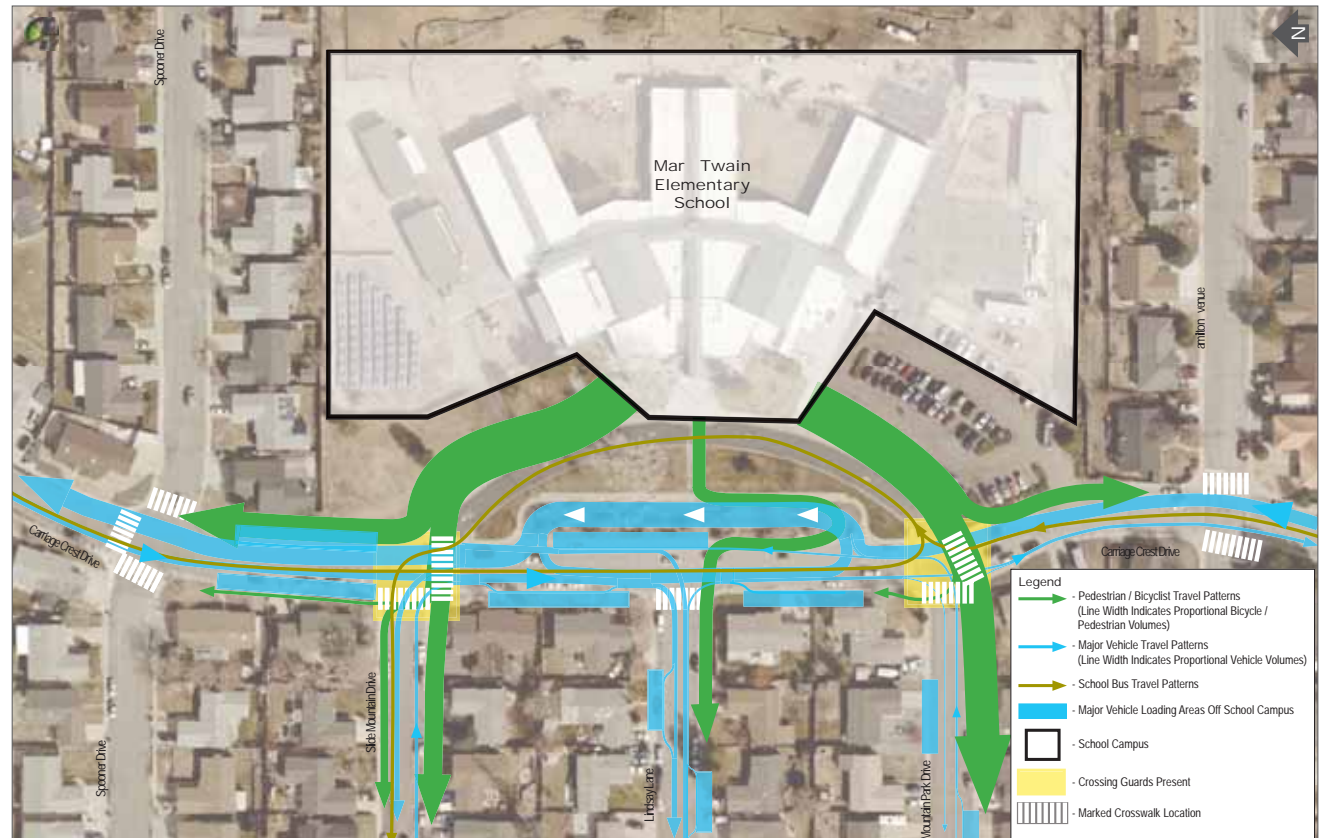 Spooner Drive
N
Mar Twain
Elementary
School
amilton venue
Carriage Crest Drive
Carriage Crest Drive
Slide Mountain Drive
Spooner Drive
Lindsay Lane
Mountain Park Drive
Legend
- Pedestrian / Bicyclist Travel Patterns
(Line Width Indicates Proportional Bicycle /
Pedestrian Volumes)
- Major Vehicle Travel Patterns
(Line Width Indicates Proportional Vehicle Volumes)
- School Bus Travel Patterns
- Major Vehicle Loading Areas Off School Campus
- School Campus
- Crossing Guards Present
- Marked Crosswalk Location